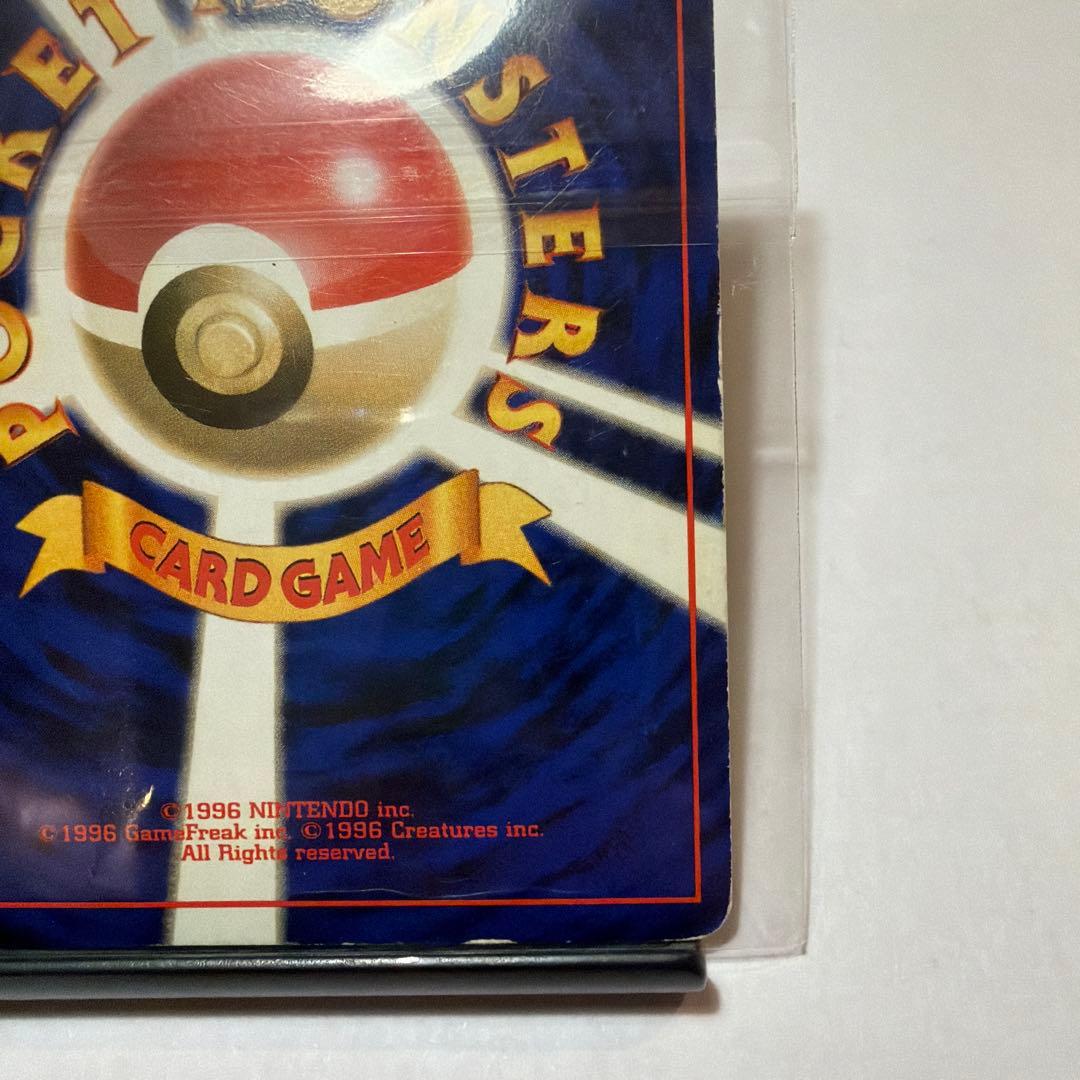 POCKET MONSTERS
CARD GAME
©1996 NINTENDO inc.
©1996 GameFreak inc. ©1996 Creatures inc.
All Rights reserved.